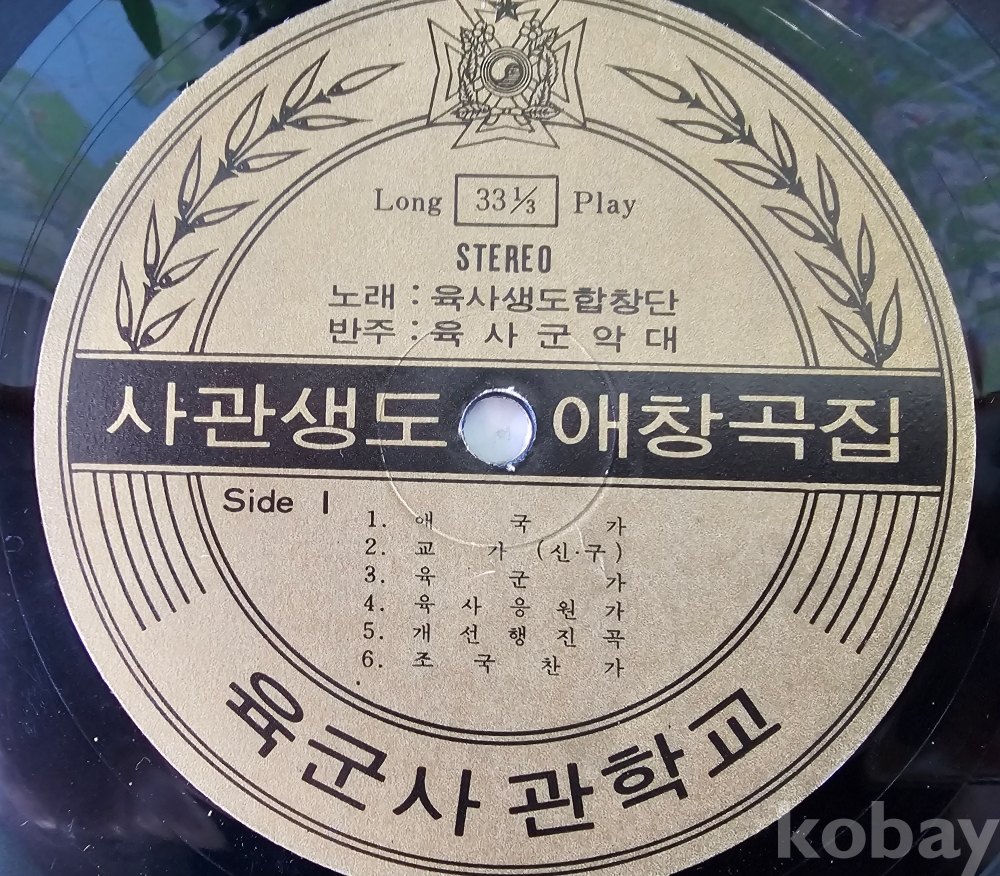 Long 33⅓ Play
STEREO
노래 : 육사생도합창단
반주 : 육 사 군 악 대
사관생도 애창곡집
Side 1
1. 애 국 가
2. 교 가 (신·구)
3. 육 군 가
4. 육 사 응 원 가
5. 개 선 행 진 곡
6. 조 국 찬 가
육군사관학교
kobay